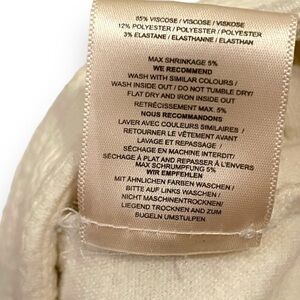 85% VISCOSE / VISCOSE / VISKOSE
12% POLYESTER / POLYESTER / POLYESTER
3% ELASTANE / ELASTHANNE / ELASTHAN
MAX SHRINKAGE 5%
WE RECOMMEND
WASH WITH SIMILAR COLOURS /
WASH INSIDE OUT / DO NOT TUMBLE DRY/
FLAT DRY AND IRON INSIDE OUT
RETRÉCISSEMENT MAX. 5%
NOUS RECOMMANDONS
LAVER AVEC COULEURS SIMILAIRES /
RETOURNER LE VÊTEMENT AVANT
LAVAGE ET REPASSAGE /
SÉCHAGE EN MACHINE INTERDIT/
SÉCHAGE À PLAT AND REPASSER À L'ENVERS
MAX SCHRUMPFUNG 5%
WIR EMPFEHLEN
MIT ÄHNLICHEN FARBEN WASCHEN /
BITTE AUF LINKS WASCHEN /
NICHT MASCHINENTROCKNEN/
LIEGEND TROCKNEN AND ZUM
BUGELN UMSTULPEN.